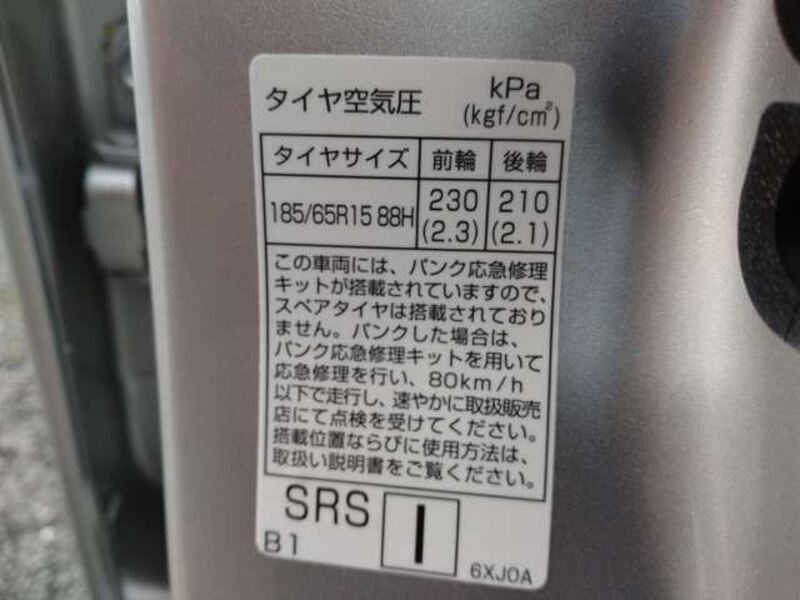 タイヤ空気圧 kPa
(kgf/cm²)
タイヤサイズ 前輪 後輪
185/65R15 88H 230 210
(2.3) (2.1)
この車両には、パンク応急修理
キットが搭載されていますので、
スペアタイヤは搭載されており
ません。パンクした場合は、
パンク応急修理キットを用いて
応急修理を行い、80km/h
以下で走行し、速やかに取扱販売
店にて点検を受けてください。
搭載位置ならびに使用方法は、
取扱い説明書をご覧ください。
SRS I
B1 6XJ0A